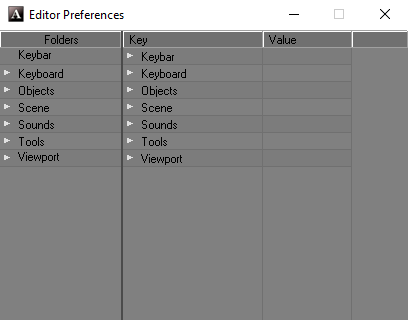 A Editor Preferences
Folders Key Value
Keybar Keybar
Keyboard Keyboard
Objects Objects
Scene Scene
Sounds Sounds
Tools Tools
Viewport Viewport